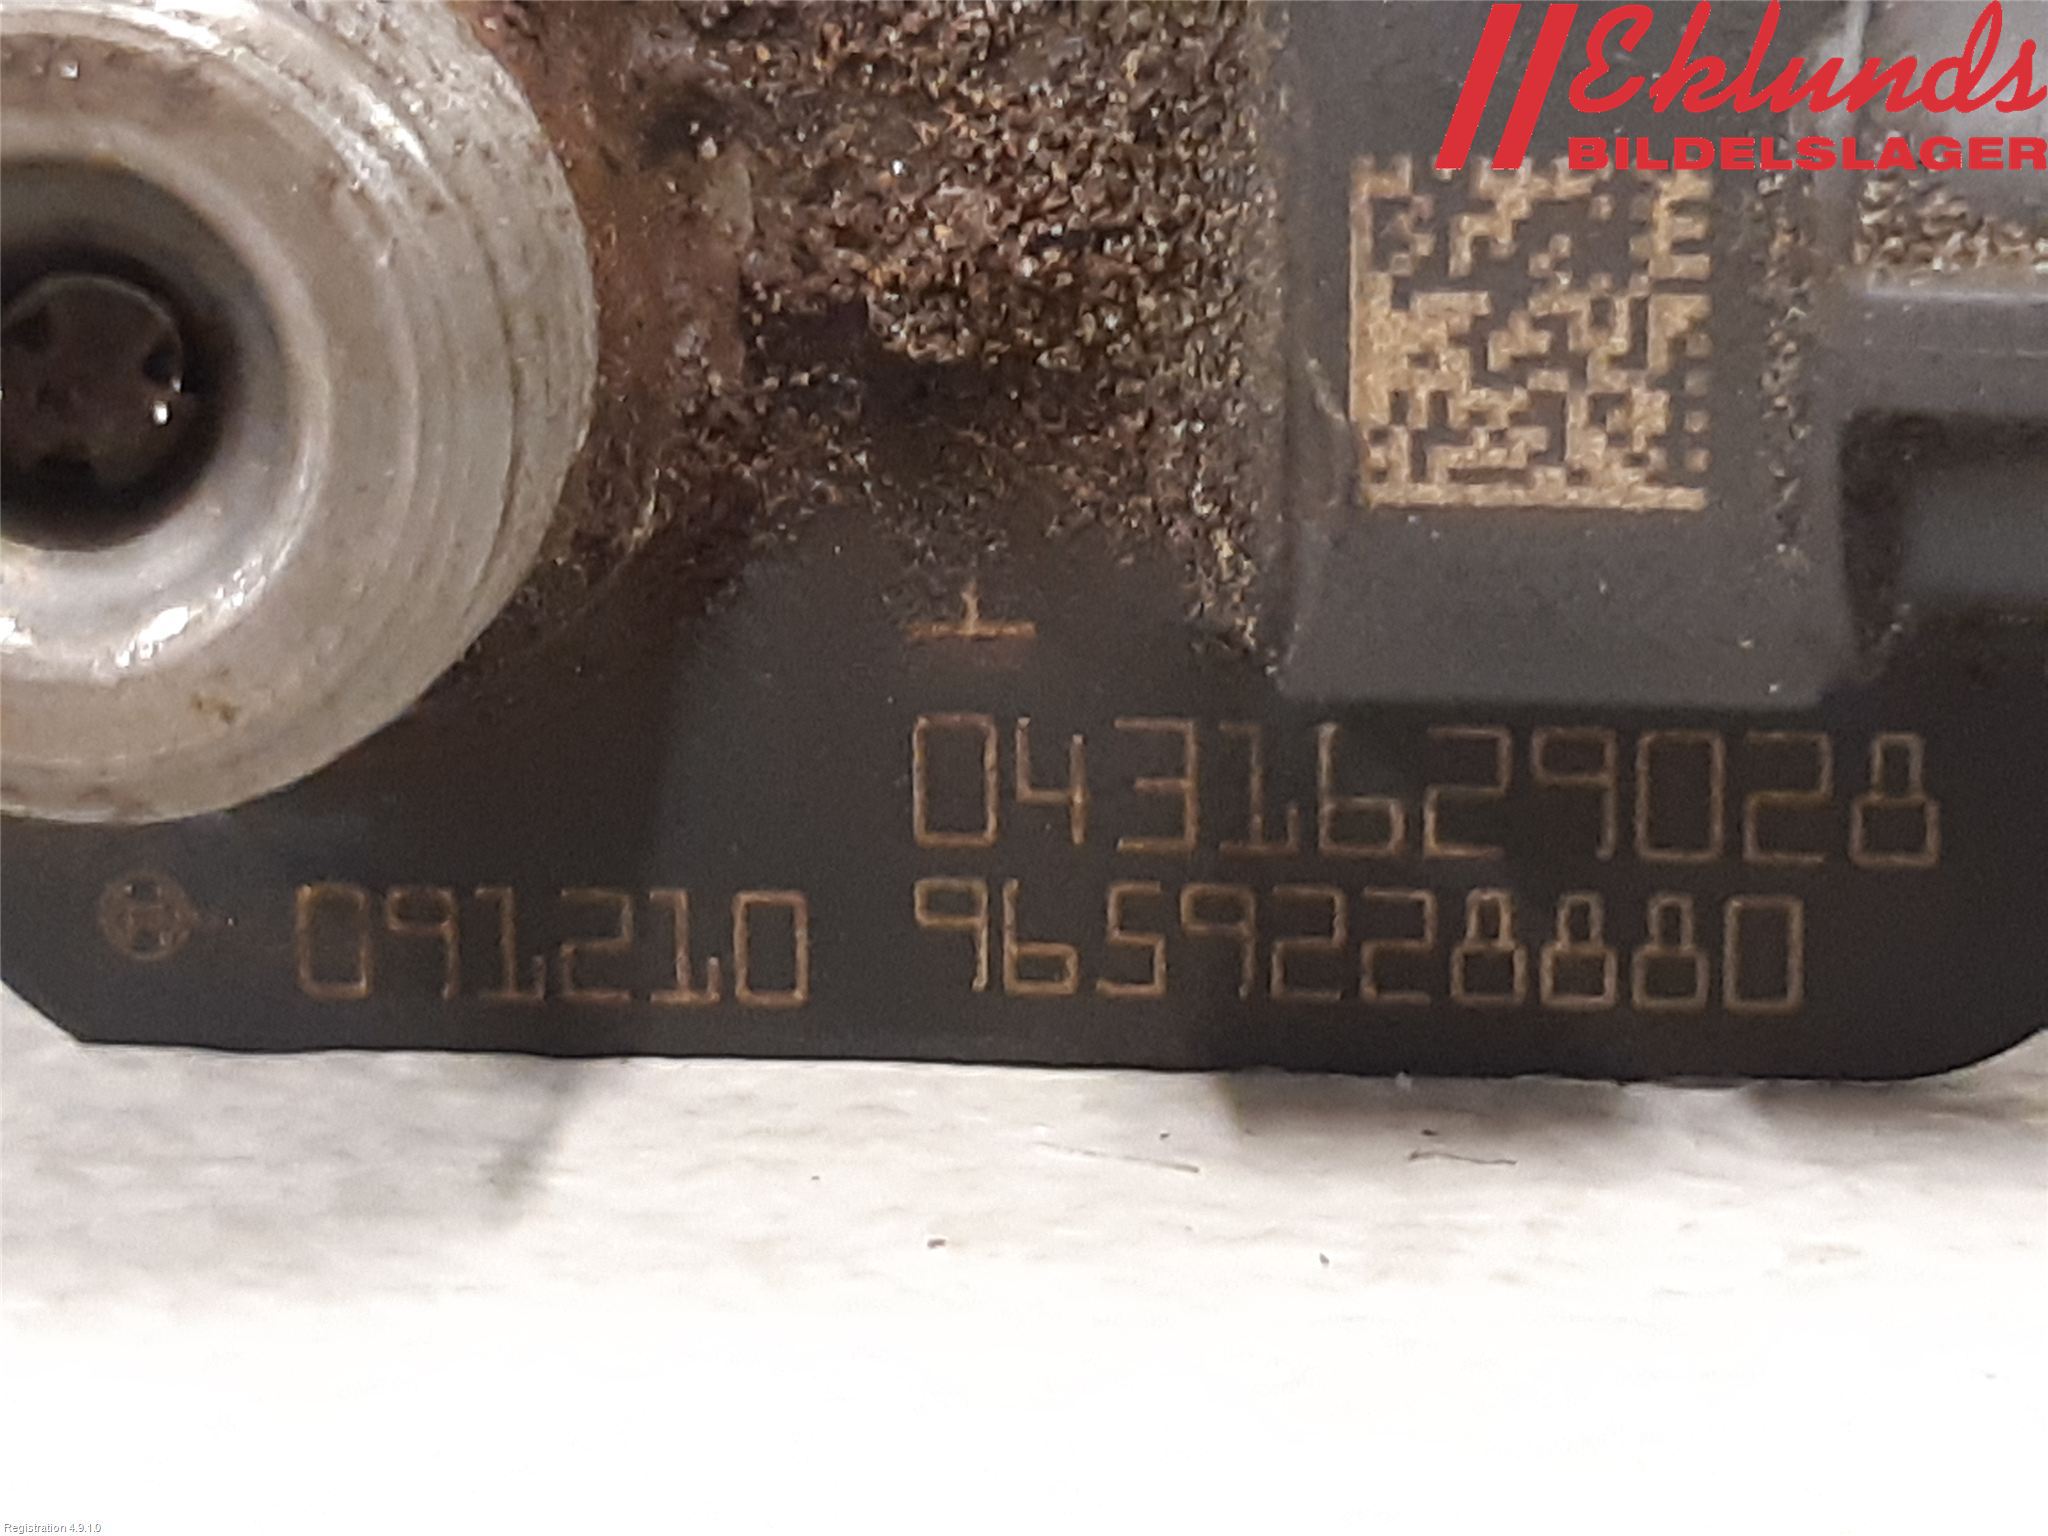 Eklunds
BILDELSLAGER
0431629028
091210 9659228880
Registration 4.9.1.0